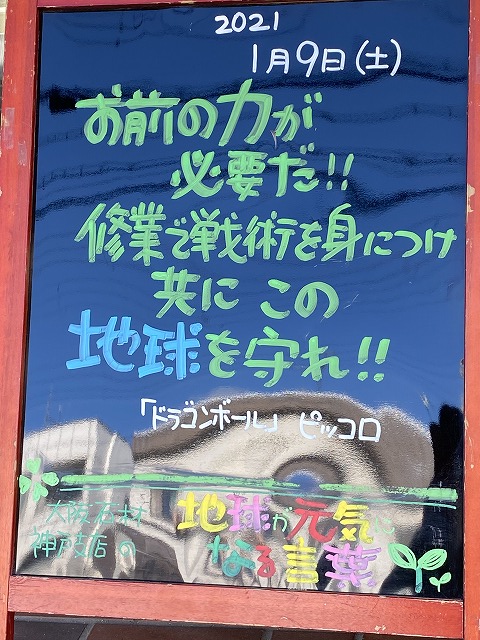 2021
1月9日(土)
お前の力が
必要だ!!
修業で戦術を身につけ
共に この
地球を守れ!!
「ドラゴンボール」 ピッコロ
大阪石材
神戸店の
地球が元気に
なる言葉